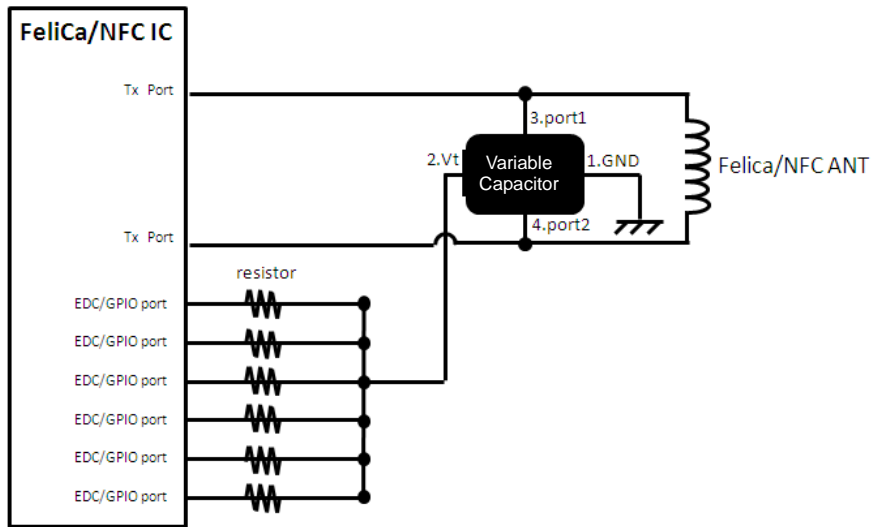 FeliCa/NFC IC
Tx Port
3.port1
2.Vt
Variable
Capacitor
1.GND
Felica/NFC ANT
4.port2
Tx Port
resistor
EDC/GPIO port
EDC/GPIO port
EDC/GPIO port
EDC/GPIO port
EDC/GPIO port
EDC/GPIO port